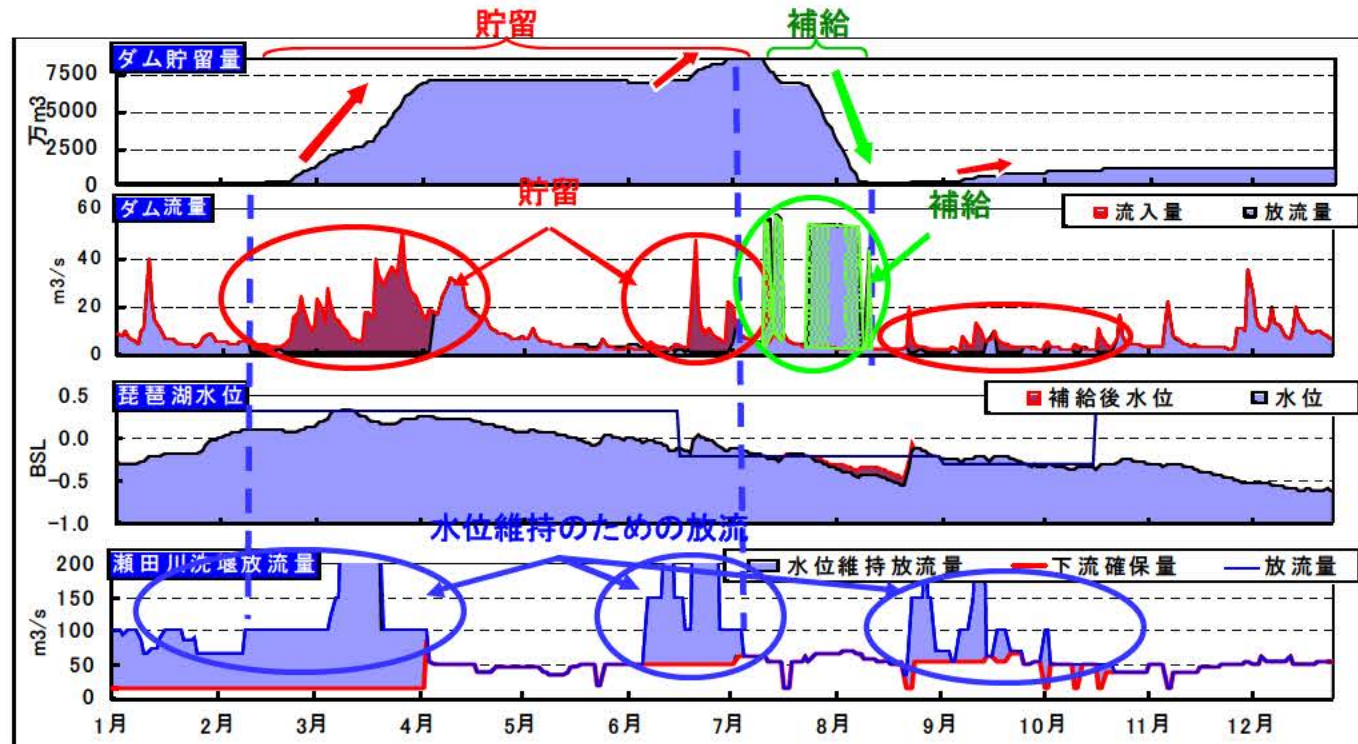 貯留
補給
ダム貯留量
7500
5000
2500
0
万m3
ダム流量
貯留
補給
流入量
放流量
60
40
20
0
m3/s
琵琶湖水位
補給後水位
水位
0.5
0.0
-0.5
-1.0
BSL
水位維持のための放流
瀬田川洗堰放流量
水位維持放流量
下流確保量
放流量
200
150
100
50
0
m3/s
1月 2月 3月 4月 5月 6月 7月 8月 9月 10月 11月 12月